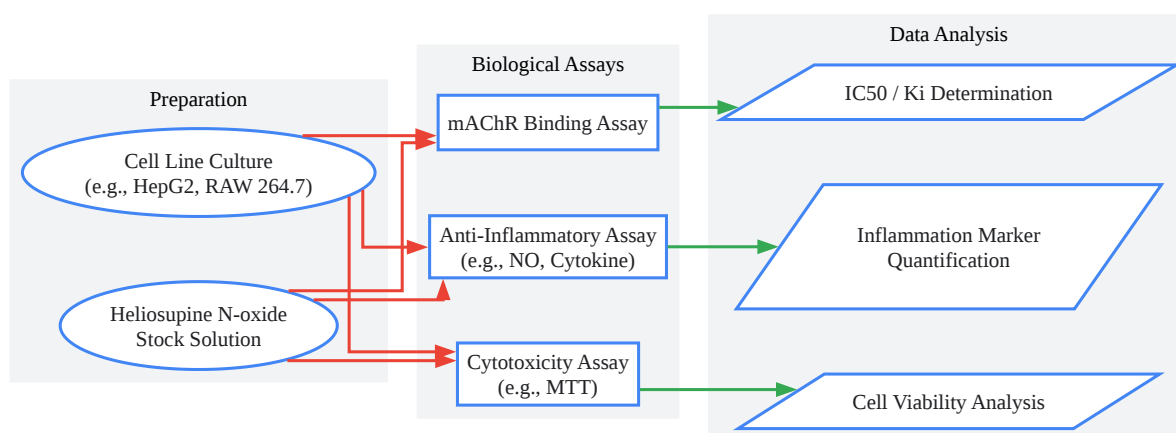 Preparation
Cell Line Culture
(e.g., HepG2, RAW 264.7)
Heliosupine N-oxide
Stock Solution
Biological Assays
mAChR Binding Assay
Anti-Inflammatory Assay
(e.g., NO, Cytokine)
Cytotoxicity Assay
(e.g., MTT)
Data Analysis
IC50 / Ki Determination
Inflammation Marker
Quantification
Cell Viability Analysis